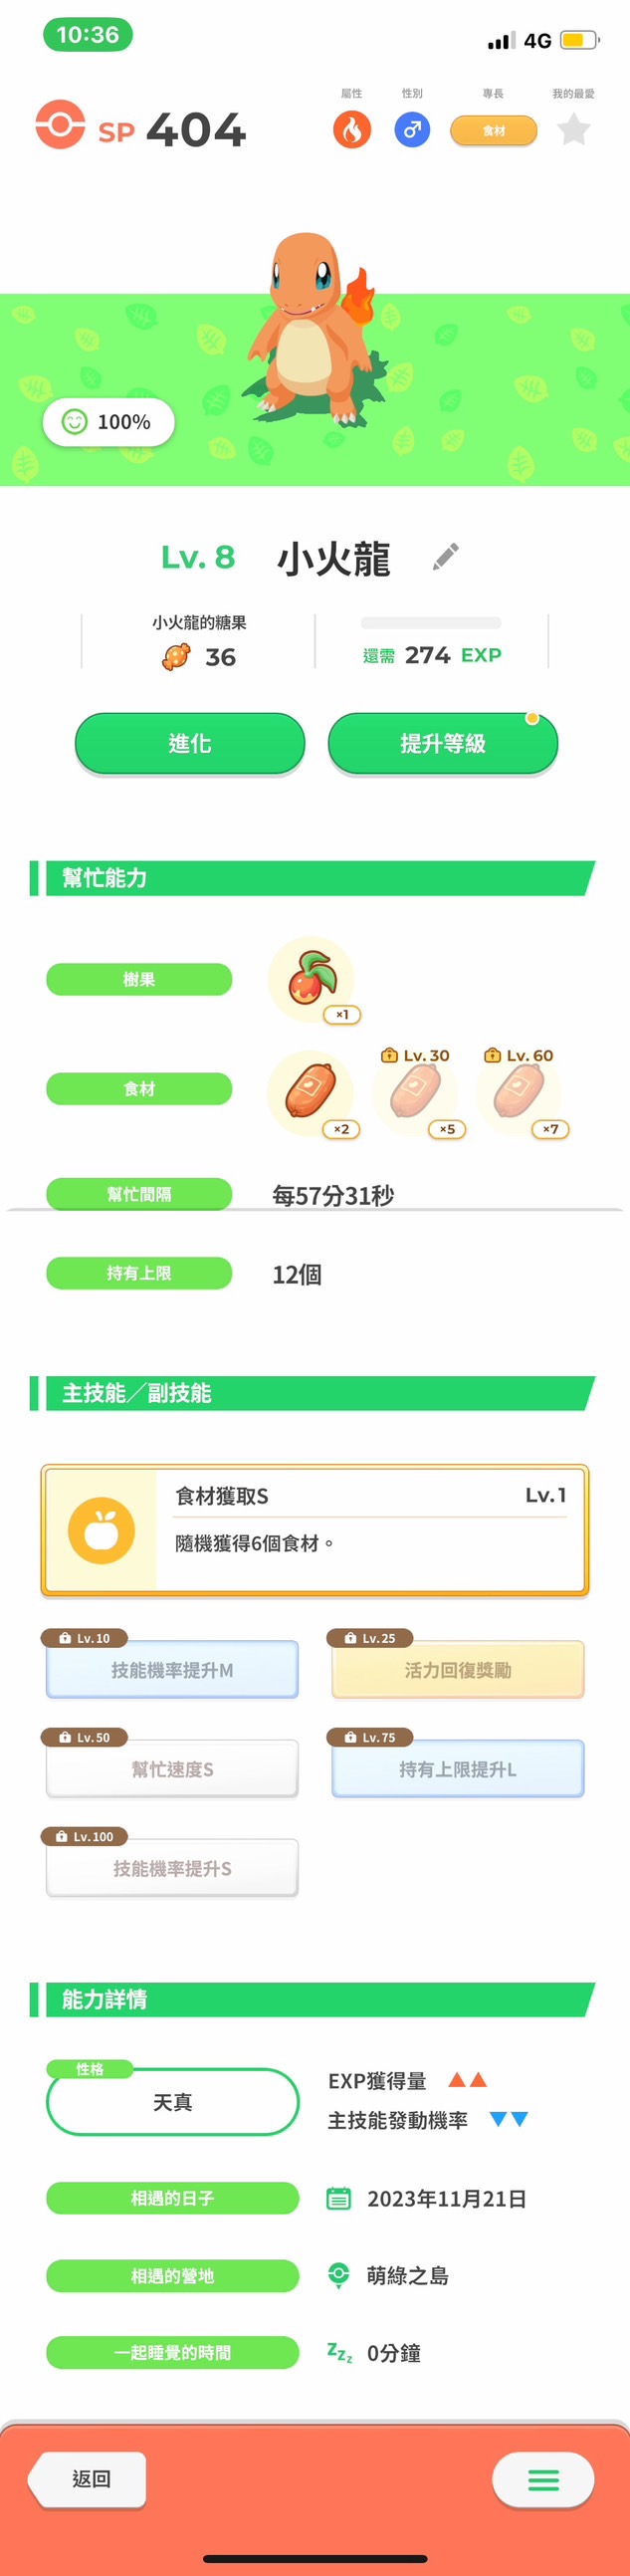 10:36
4G
屬性 性別 專長 我的最愛
SP 404 食材
100%
Lv. 8 小火龍
小火龍的糖果
36
還需 274 EXP
進化 提升等級
幫忙能力
樹果
×1
食材
Lv. 30 Lv. 60
×2 ×5 ×7
幫忙間隔 每57分31秒
持有上限 12個
主技能／副技能
食材獲取S Lv. 1
隨機獲得6個食材。
Lv. 10 Lv. 25
技能機率提升M 活力回復獎勵
Lv. 50 Lv. 75
幫忙速度S 持有上限提升L
Lv. 100
技能機率提升S
能力詳情
性格
天真
EXP獲得量
主技能發動機率
相遇的日子 2023年11月21日
相遇的營地 萌綠之島
一起睡覺的時間 zzz 0分鐘
返回